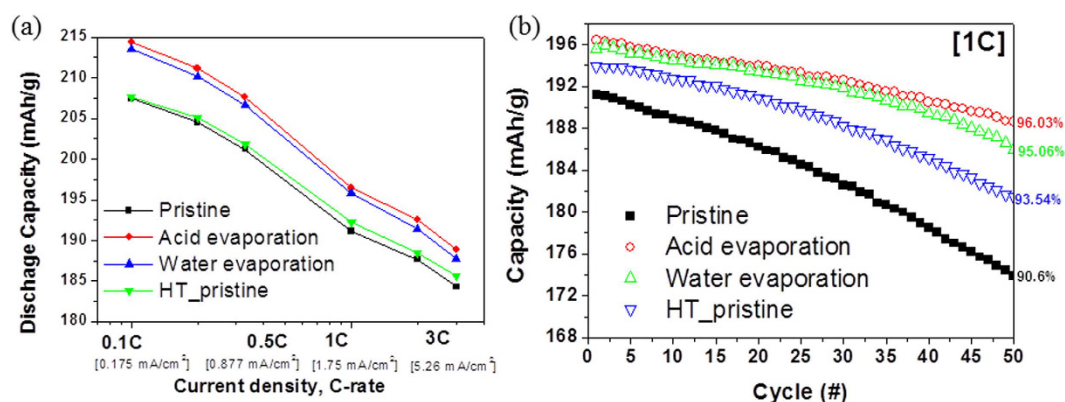 (a)
215
210
205
200
195
190
185
180
Dischage Capacity (mAh/g)
Pristine
Acid evaporation
Water evaporation
HT_pristine
0.1C 0.5C 1C 3C
[0.175 mA/cm²] [0.877 mA/cm²] [1.75 mA/cm²] [5.26 mA/cm²]
Current density, C-rate
(b)
[1C]
196
192
188
184
180
176
172
168
Capacity (mAh/g)
96.03%
95.06%
93.54%
90.6%
Pristine
Acid evaporation
Water evaporation
HT_pristine
0 5 10 15 20 25 30 35 40 45 50
Cycle (#)